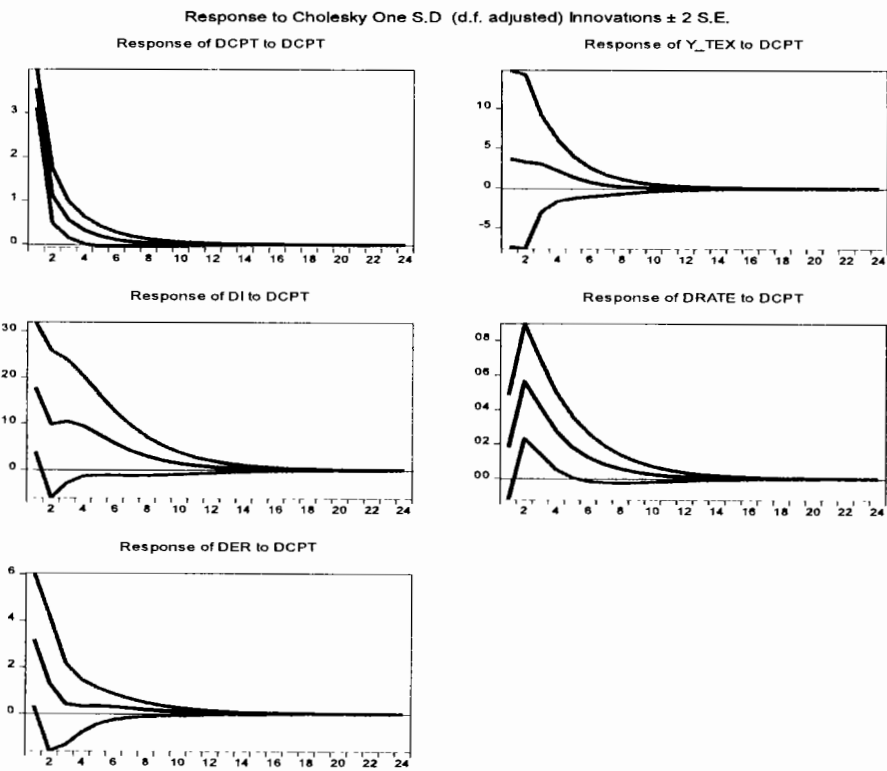 Response to Cholesky One S.D (d.f. adjusted) Innovations ± 2 S.E.
Response of DCPT to DCPT
3
2
1
0
2 4 6 8 10 12 14 16 18 20 22 24
Response of Y_TEX to DCPT
10
5
0
-5
2 4 6 8 10 12 14 16 18 20 22 24
Response of DI to DCPT
30
20
10
0
2 4 6 8 10 12 14 16 18 20 22 24
Response of DRATE to DCPT
08
06
04
02
00
2 4 6 8 10 12 14 16 18 20 22 24
Response of DER to DCPT
6
4
2
0
2 4 6 8 10 12 14 16 18 20 22 24